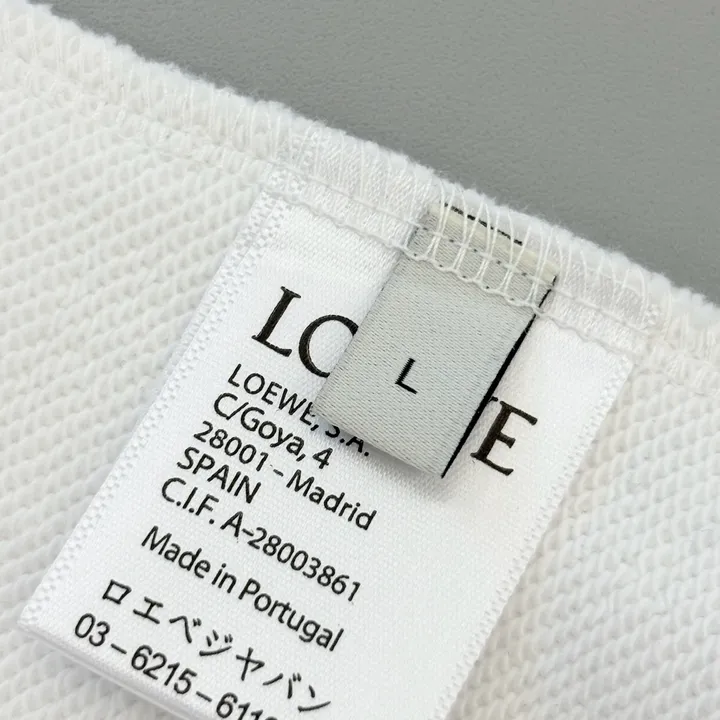 LO E
L
LOEWE, S.A.
C/Goya, 4
28001 - Madrid
SPAIN
C.I.F. A-28003861
Made in Portugal
ロエベジャパン
03-6215-611